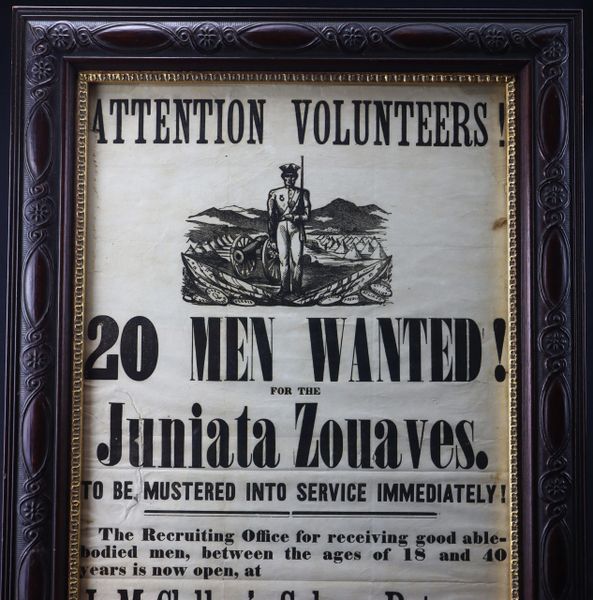 ATTENTION VOLUNTEERS!
20 MEN WANTED!
FOR THE
Juniata Zouaves.
TO BE MUSTERED INTO SERVICE IMMEDIATELY!
The Recruiting Office for receiving good able-
bodied men, between the ages of 18 and 40
years is now open, at